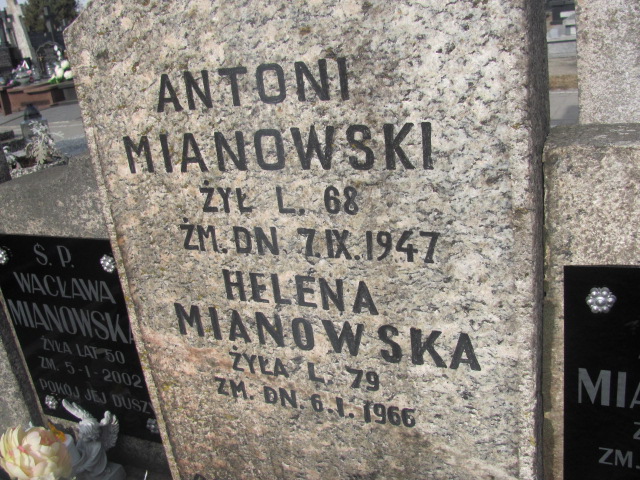 ANTONI
MIANOWSKI
ŻYŁ L. 68
ŻM. DN. 7.IX.1947
HELENA
MIANOWSKA
ŻYŁA L. 79
ZM. DN. 6.I.1966
Ś. P.
WACŁAWA
MIANOWSKA
ŻYŁA LAT 50
ZM. 5-1-2002
POKÓJ JEJ DUSZY
ZM.